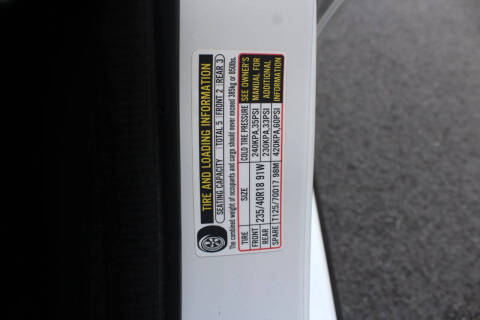 TIRE AND LOADING INFORMATION
SEATING CAPACITY TOTAL 5 FRONT 2 REAR 3
The combined weight of occupants and cargo should never exceed 385kg or 850lbs.
TIRE SIZE COLD TIRE PRESSURE SEE OWNER'S
FRONT 235/40R18 91W 240KPA,35PSI MANUAL FOR
REAR 230KPA,33PSI ADDITIONAL
SPARE T125/70D17 98M 420KPA,60PSI INFORMATION